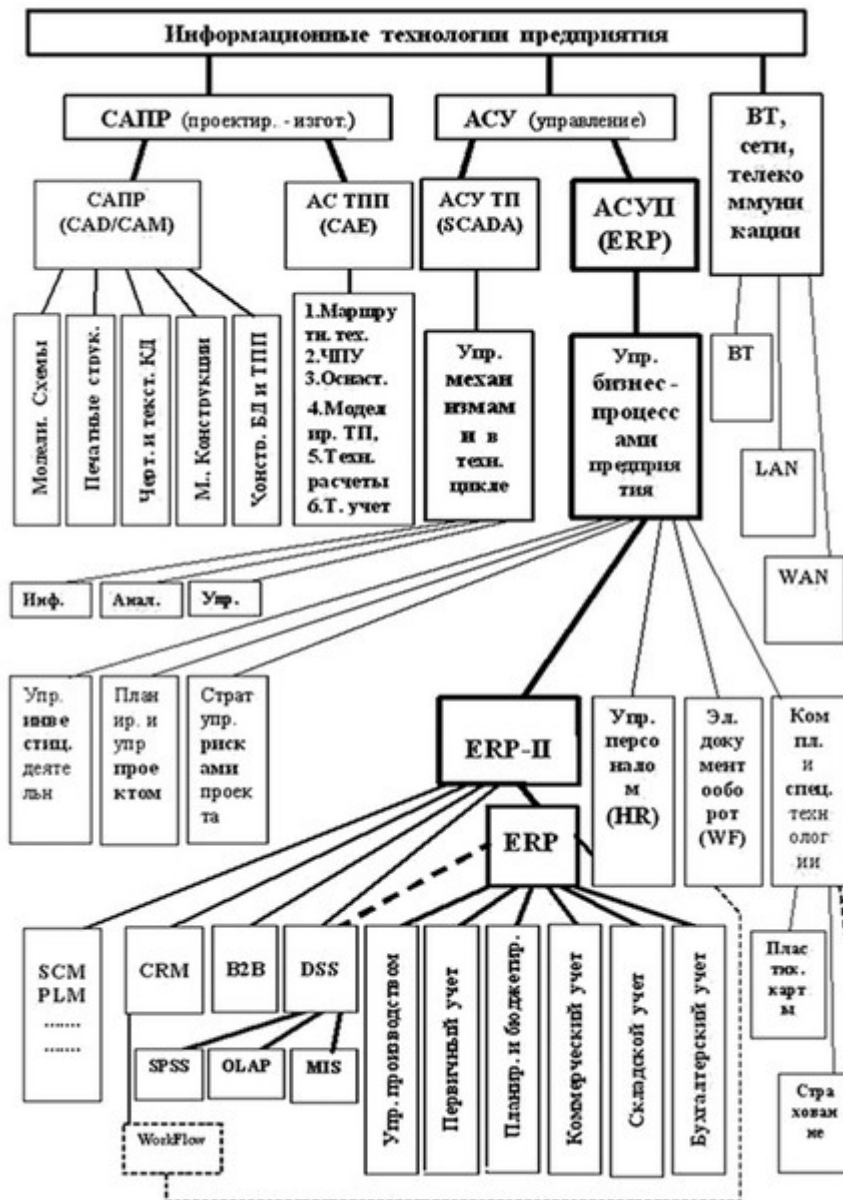 Информационные технологии предприятия
САПР (проектир. - изгот.)
АСУ (управление)
ВТ,
сети,
телеко
ммуни
кации
САПР
(CAD/CAM)
АС ТПП
(CAE)
АСУ ТП
(SCADA)
АСУП
(ERP)
Модели. Схемы
Печатные струк.
Черт. и текст. КД
М.. Конструкции
Констр. БД и ТПП
1.Маршру
тн. тех.
2.ЧПУ
3.Оснаст.
4.Модел
ир. ТП,
5.Техн.
расчеты
6.Т. учет
Упр.
механ
измам
и в
техн.
цикле
Упр.
бизнес -
процесс
ами
предприя
тия
ВТ
LAN
WAN
Инф.
Анал.
Упр.
Упр.
инве
стиц.
деяте
льн
План
ир. и
упр
проe
ктом
Страт
упр.
риск
ами
проек
та
ERP-II
Упр.
персо
нало
м
(HR)
Эл.
доку
мент
ообо
рот
(WF)
Ком
пл.
и
спец.
техн
олог
ии
ERP
SCM
PLM
.......
.......
CRM
B2B
DSS
SPSS
OLAP
MIS
WorkFlow
Упр. производством
Первичный учет
Планир. и бюджетир.
Коммерческий учет
Складской учет
Бухгалтерский учет
Плас
тик.
карт
ы
Стра
хован
ие